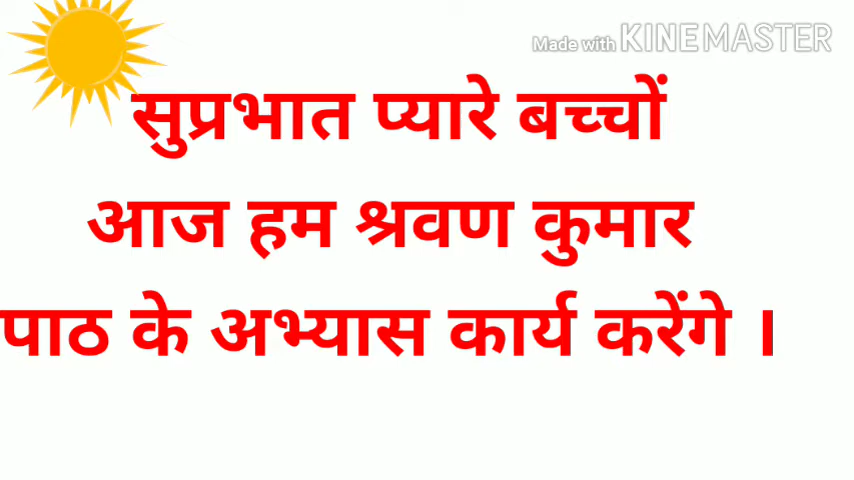 Made with KINEMASTER
सुप्रभात प्यारे बच्चों
आज हम श्रवण कुमार
पाठ के अभ्यास कार्य करेंगे ।